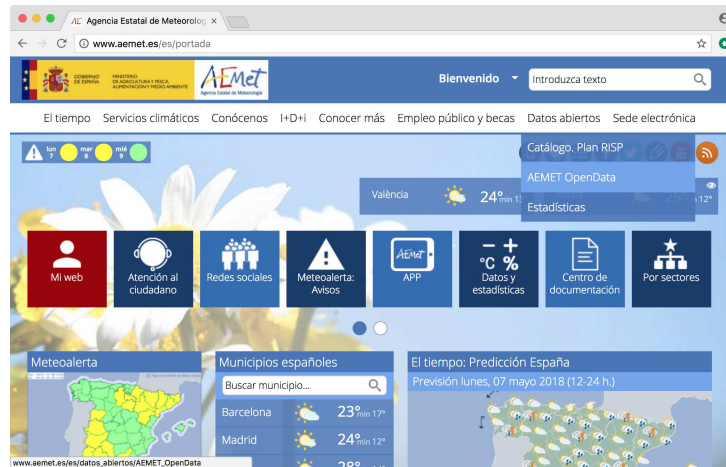 Agencia Estatal de Meteorolog
www.aemet.es/es/portada
GOBIERNO DE ESPAÑA
MINISTERIO DE AGRICULTURA Y PESCA, ALIMENTACIÓN Y MEDIO AMBIENTE
AEmet
Agencia Estatal de Meteorología
Bienvenido
Introduzca texto
El tiempo Servicios climáticos Conócenos I+D+i Conocer más Empleo público y becas Datos abiertos Sede electrónica
Catálogo. Plan RISP
AEMET OpenData
Estadísticas
lun 7 mar 8 mié 9
València 24° min 13
25° 12°
Mi web
Atención al ciudadano
Redes sociales
Meteoalerta: Avisos
AEmet
APP
°C %
Datos y estadísticas
Centro de documentación
Por sectores
Meteoalerta
Municipios españoles
Buscar municipio...
Barcelona 23° min 17°
Madrid 24° min 12°
28°
El tiempo: Predicción España
Previsión lunes, 07 mayo 2018 (12-24 h.)
www.aemet.es/es/datos_abiertos/AEMET_OpenData